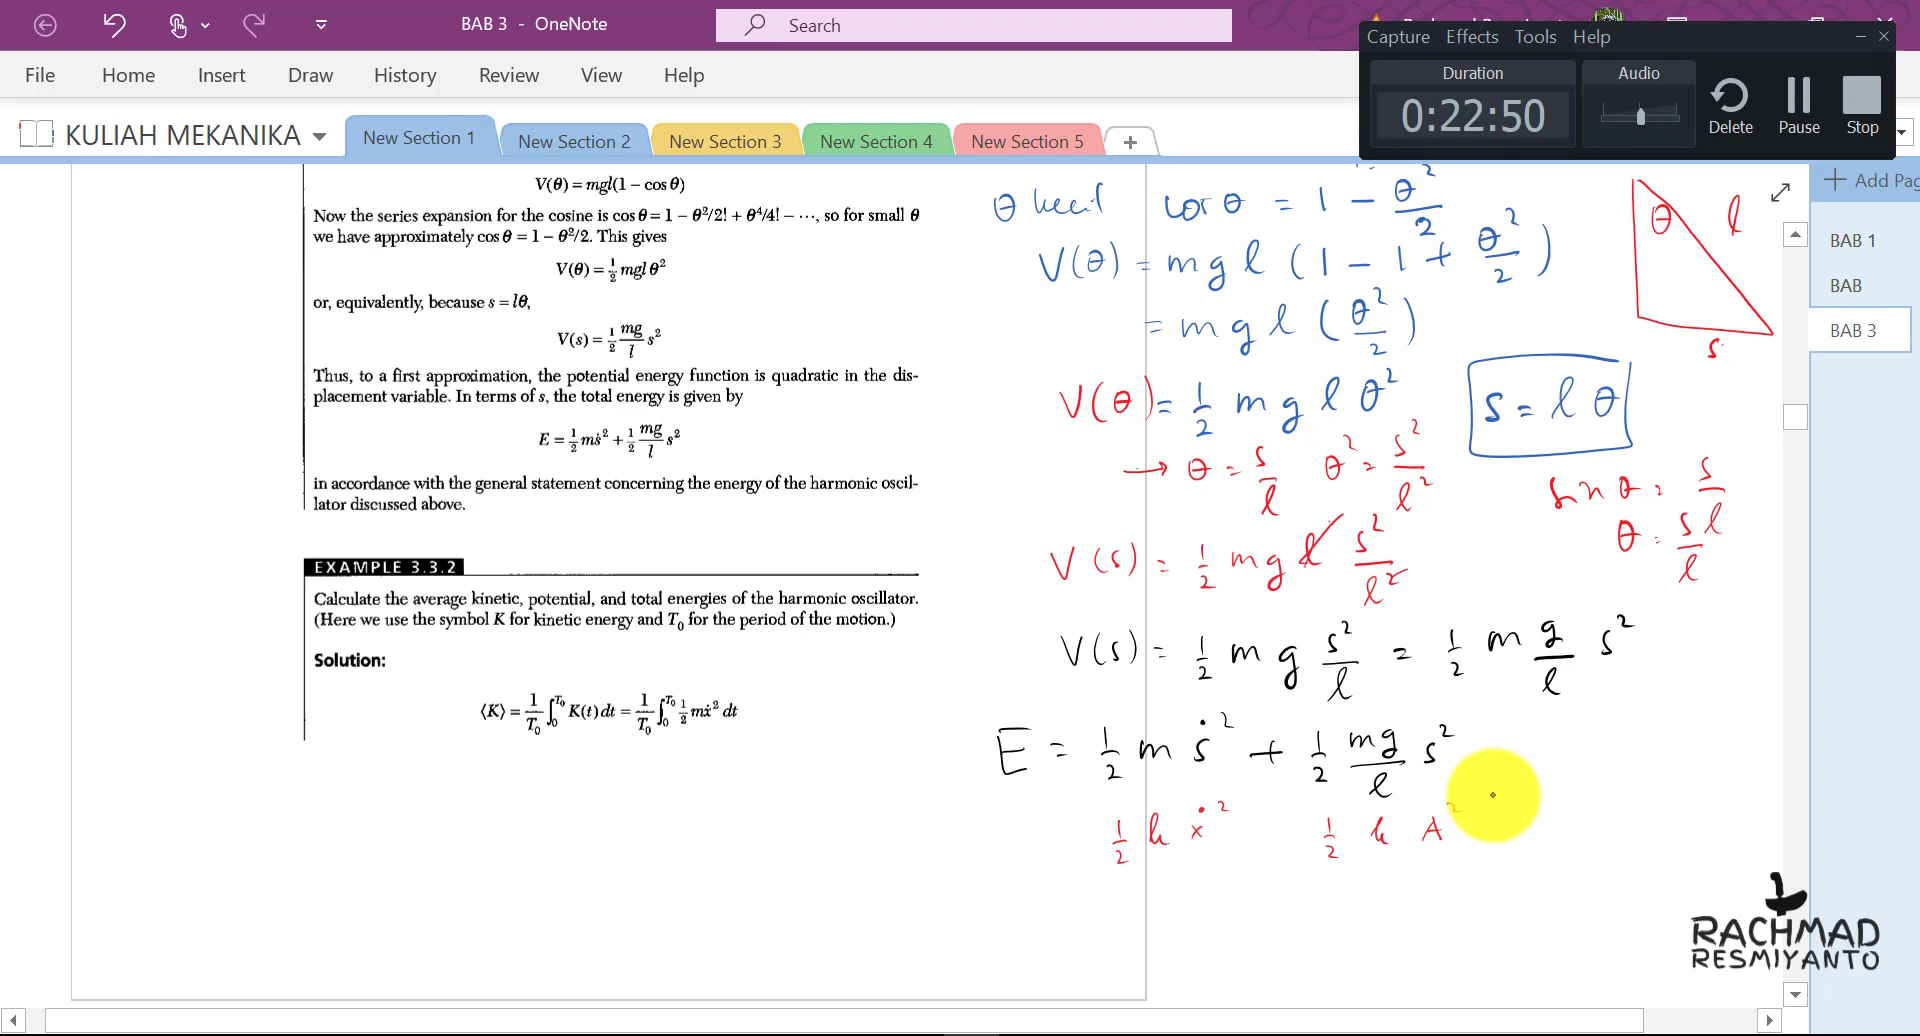 BAB 3 - OneNote
Search
Capture Effects Tools Help
Duration
0:22:50
Audio
Delete
Pause
Stop
File Home Insert Draw History Review View Help
KULIAH MEKANIKA
New Section 1
New Section 2
New Section 3
New Section 4
New Section 5
+
Add Pag
BAB 1
BAB
BAB 3
V(θ) = mgl(1 − cos θ)
Now the series expansion for the cosine is cos θ = 1 − θ²/2! + θ⁴/4! − ···, so for small θ
we have approximately cos θ = 1 − θ²/2. This gives
V(θ) = ½ mgl θ²
or, equivalently, because s = lθ,
V(s) = ½ mg/l s²
Thus, to a first approximation, the potential energy function is quadratic in the dis-
placement variable. In terms of s, the total energy is given by
E = ½ mṡ² + ½ mg/l s²
in accordance with the general statement concerning the energy of the harmonic oscil-
lator discussed above.
EXAMPLE 3.3.2
Calculate the average kinetic, potential, and total energies of the harmonic oscillator.
(Here we use the symbol K for kinetic energy and T₀ for the period of the motion.)
Solution:
⟨K⟩ = 1/T₀ ∫₀^T₀ K(t) dt = 1/T₀ ∫₀^T₀ ½ mẋ² dt
θ kecil cos θ = 1 − θ²/2
V(θ) = m g l (1 − 1 + θ²/2)
= m g l (θ²/2)
V(θ) = ½ m g l θ²
s = l θ
→ θ = s/l θ² = s²/l²
V(s) = ½ m g l s²/l²
V(s) = ½ m g s²/l = ½ m g/l s²
E = ½ m ṡ² + ½ mg/l s²
½ k ẋ² ½ k A²
θ l
s
sin θ = s/l
θ = s/l
RACHMAD
RESMIYANTO